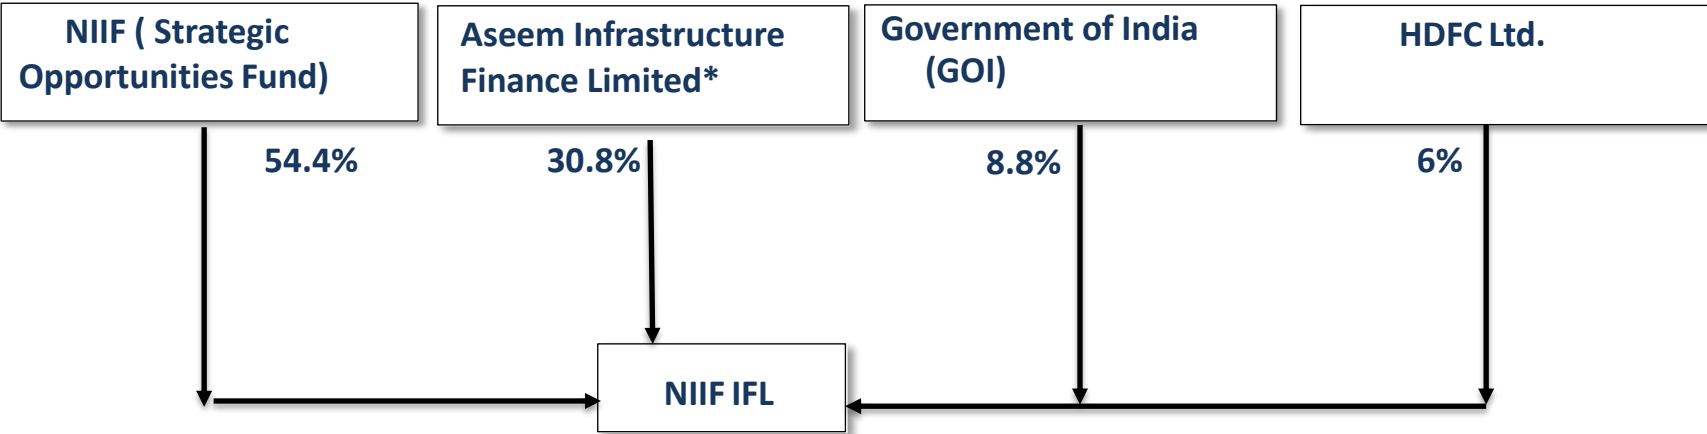 NIIF ( Strategic
Opportunities Fund)
Aseem Infrastructure
Finance Limited*
Government of India
(GOI)
HDFC Ltd.
54.4%
30.8%
8.8%
6%
NIIF IFL